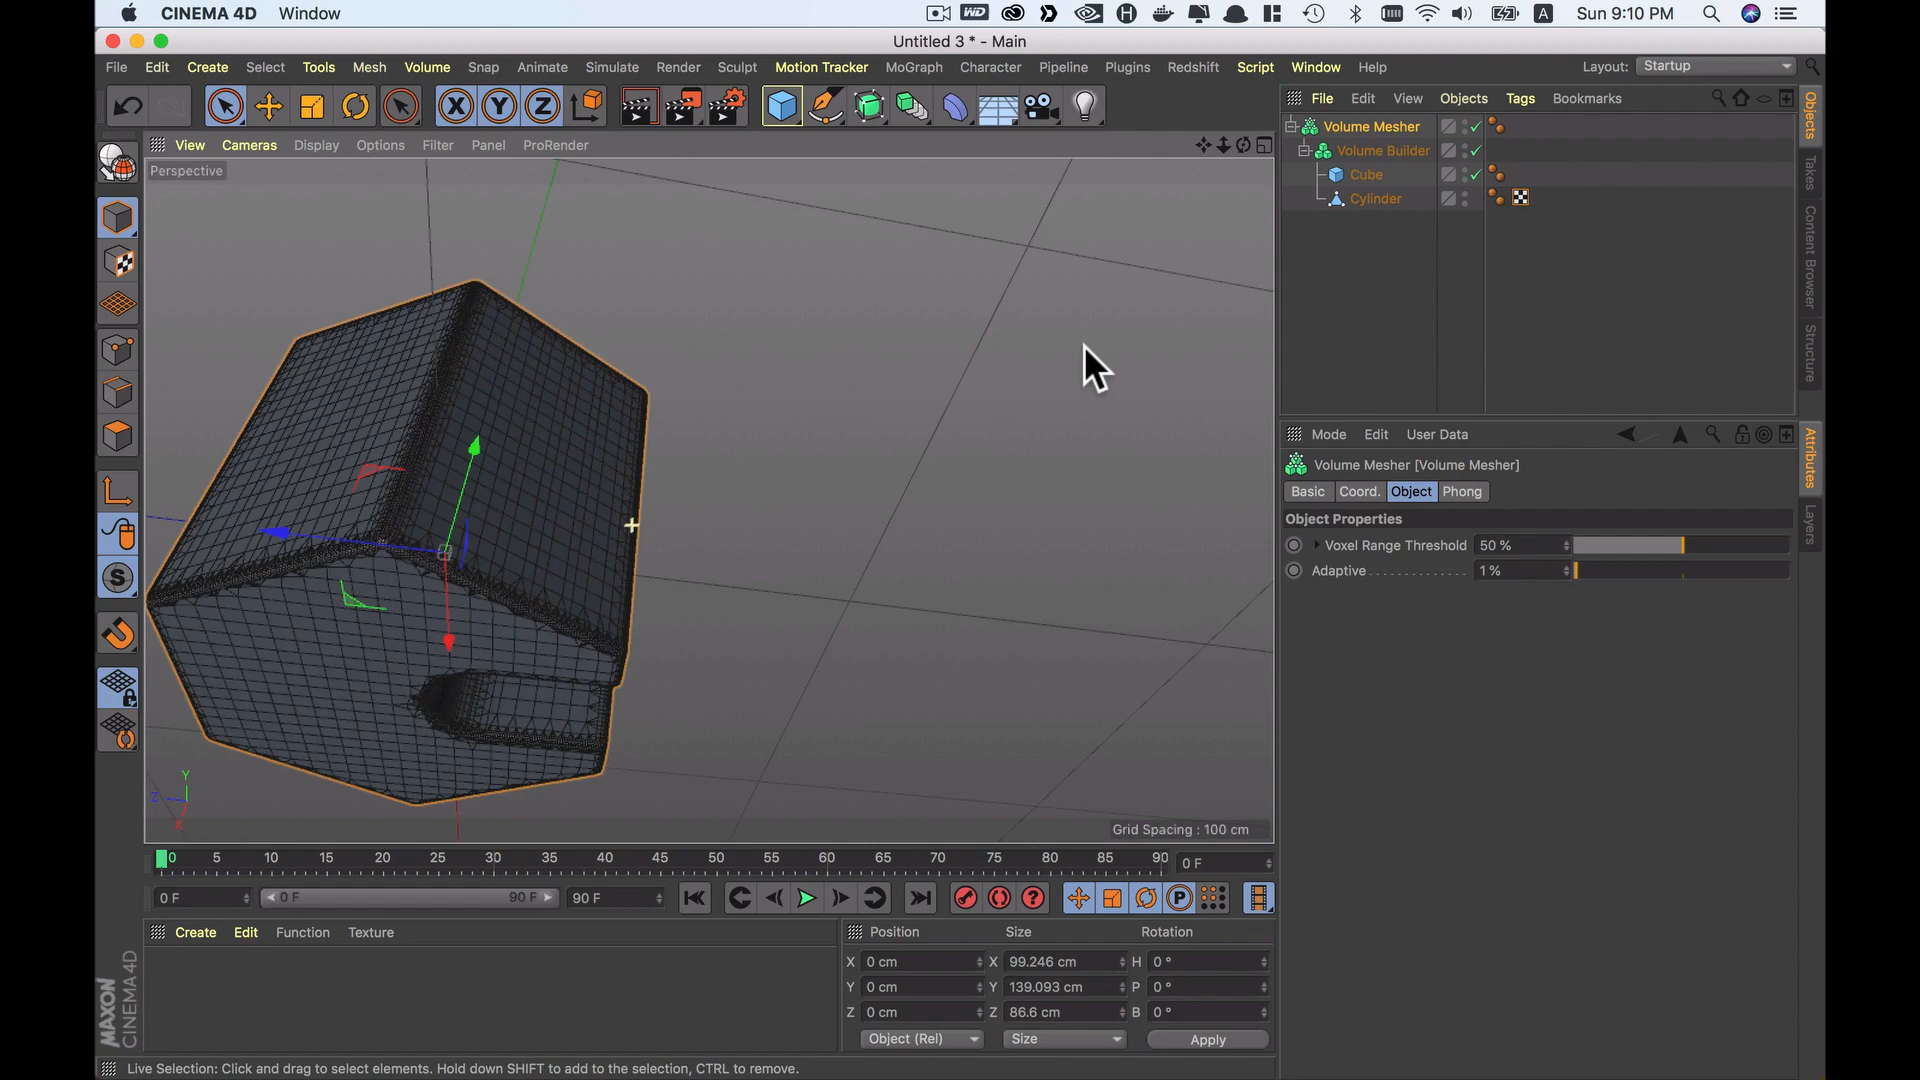 CINEMA 4D Window
Sun 9:10 PM
Untitled 3 * - Main
File Edit Create Select Tools Mesh Volume Snap Animate Simulate Render Sculpt Motion Tracker MoGraph Character Pipeline Plugins Redshift Script Window Help
Layout: Startup
X Y Z
File Edit View Objects Tags Bookmarks
View Cameras Display Options Filter Panel ProRender
Perspective
Volume Mesher
Volume Builder
Cube
Cylinder
Objects
Takes
Content Browser
Structure
Mode Edit User Data
Volume Mesher [Volume Mesher]
Basic Coord. Object Phong
Object Properties
Voxel Range Threshold 50 %
Adaptive 1 %
Attributes
Layers
S
Y
Z
X
Grid Spacing : 100 cm
0 5 10 15 20 25 30 35 40 45 50 55 60 65 70 75 80 85 90 0 F
0 F 0 F 90 F 90 F
P
Create Edit Function Texture
Position Size Rotation
X 0 cm X 99.246 cm H 0 °
Y 0 cm Y 139.093 cm P 0 °
Z 0 cm Z 86.6 cm B 0 °
Object (Rel) Size Apply
MAXON CINEMA 4D
Live Selection: Click and drag to select elements. Hold down SHIFT to add to the selection, CTRL to remove.